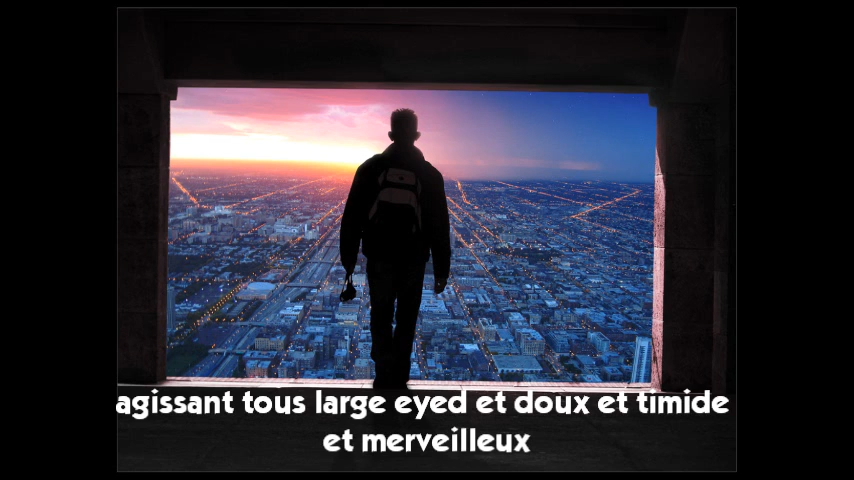 agissant tous large eyed et doux et timide
et merveilleux